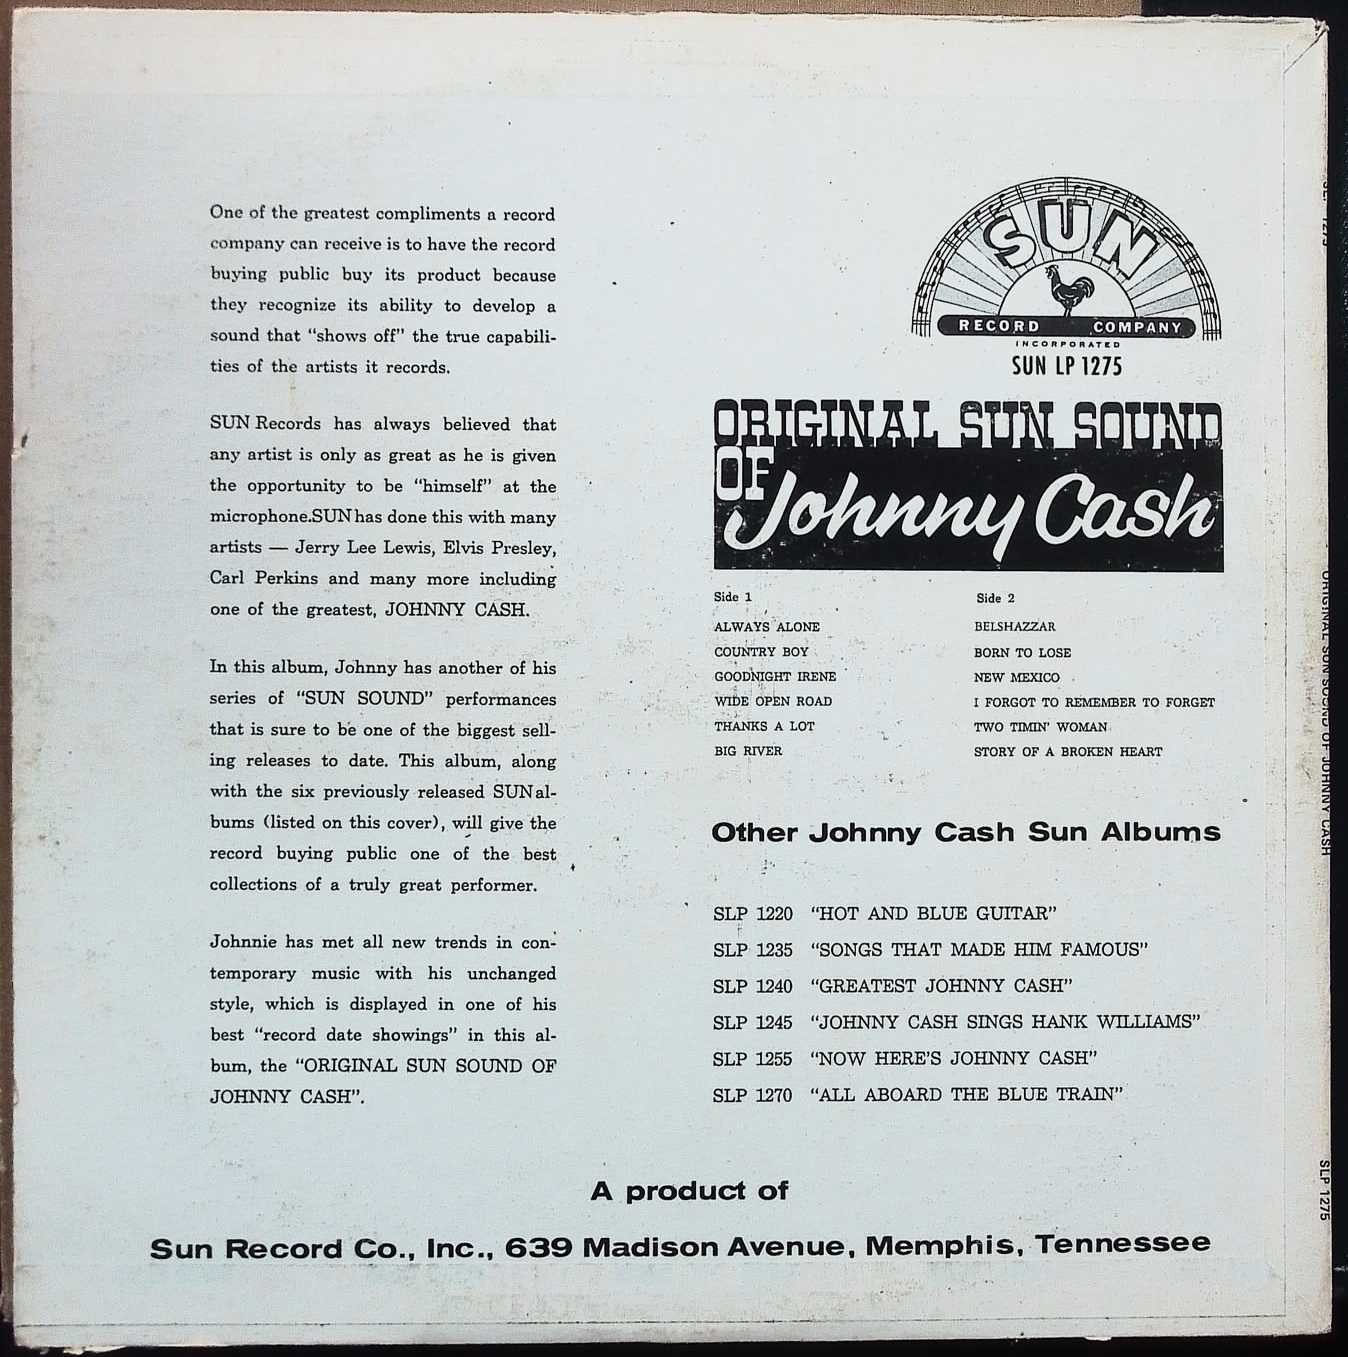 One of the greatest compliments a record
company can receive is to have the record
buying public buy its product because
they recognize its ability to develop a
sound that “shows off” the true capabili-
ties of the artists it records.
SUN Records has always believed that
any artist is only as great as he is given
the opportunity to be “himself” at the
microphone.SUN has done this with many
artists — Jerry Lee Lewis, Elvis Presley,
Carl Perkins and many more including
one of the greatest, JOHNNY CASH.
In this album, Johnny has another of his
series of “SUN SOUND” performances
that is sure to be one of the biggest sell-
ing releases to date. This album, along
with the six previously released SUN al-
bums (listed on this cover), will give the
record buying public one of the best
collections of a truly great performer.
Johnnie has met all new trends in con-
temporary music with his unchanged
style, which is displayed in one of his
best “record date showings” in this al-
bum, the “ORIGINAL SUN SOUND OF
JOHNNY CASH”.
SUN
RECORD COMPANY
INCORPORATED
SUN LP 1275
ORIGINAL SUN SOUND
OF Johnny Cash
Side 1
ALWAYS ALONE
COUNTRY BOY
GOODNIGHT IRENE
WIDE OPEN ROAD
THANKS A LOT
BIG RIVER
Side 2
BELSHAZZAR
BORN TO LOSE
NEW MEXICO
I FORGOT TO REMEMBER TO FORGET
TWO TIMIN’ WOMAN
STORY OF A BROKEN HEART
Other Johnny Cash Sun Albums
SLP 1220 “HOT AND BLUE GUITAR”
SLP 1235 “SONGS THAT MADE HIM FAMOUS”
SLP 1240 “GREATEST JOHNNY CASH”
SLP 1245 “JOHNNY CASH SINGS HANK WILLIAMS”
SLP 1255 “NOW HERE’S JOHNNY CASH”
SLP 1270 “ALL ABOARD THE BLUE TRAIN”
A product of
Sun Record Co., Inc., 639 Madison Avenue, Memphis, Tennessee
ORIGINAL SUN SOUND OF JOHNNY CASH
SLP 1275